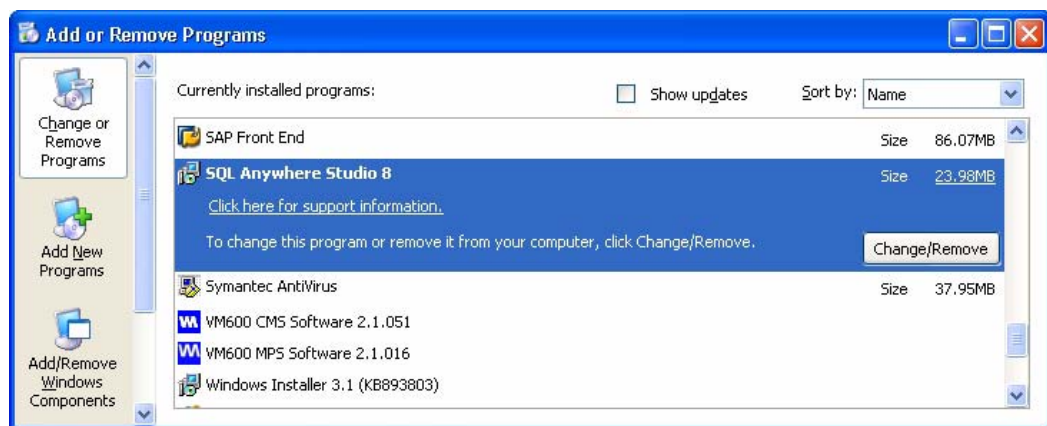 Add or Remove Programs
Change or
Remove
Programs
Add New
Programs
Add/Remove
Windows
Components
Currently installed programs:
Show updates
Sort by: Name
SAP Front End Size 86.07MB
SQL Anywhere Studio 8 Size 23.98MB
Click here for support information.
To change this program or remove it from your computer, click Change/Remove. Change/Remove
Symantec AntiVirus Size 37.95MB
VM600 CMS Software 2.1.051
VM600 MPS Software 2.1.016
Windows Installer 3.1 (KB893803)